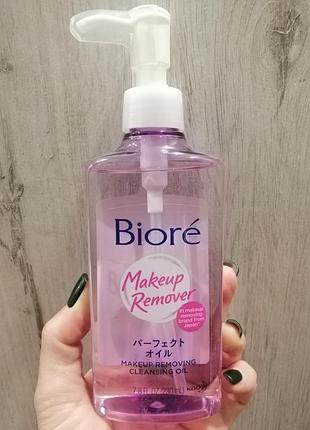 Bioré
Makeup
Remover
#1 makeup
removing
brand from
Japan*
パーフェクト
オイル
MAKEUP REMOVING
CLEANSING OIL